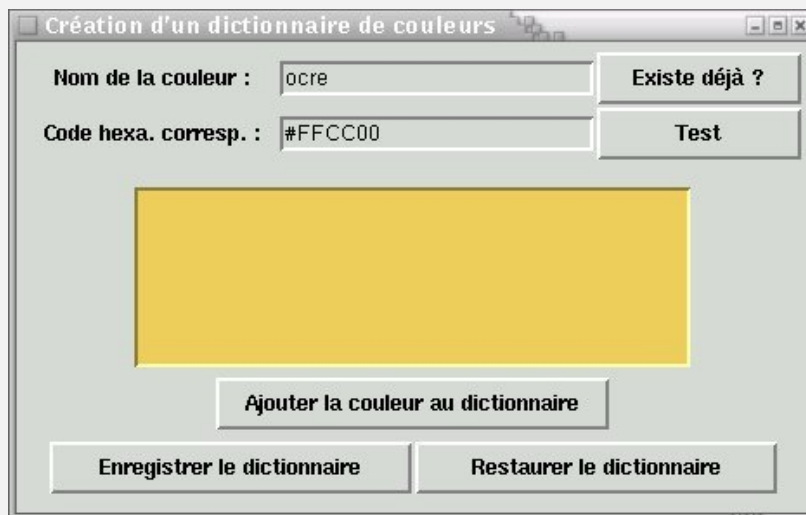 Création d'un dictionnaire de couleurs
Nom de la couleur :
ocre
Existe déjà ?
Code hexa. corresp. :
#FFCC00
Test
Ajouter la couleur au dictionnaire
Enregistrer le dictionnaire
Restaurer le dictionnaire